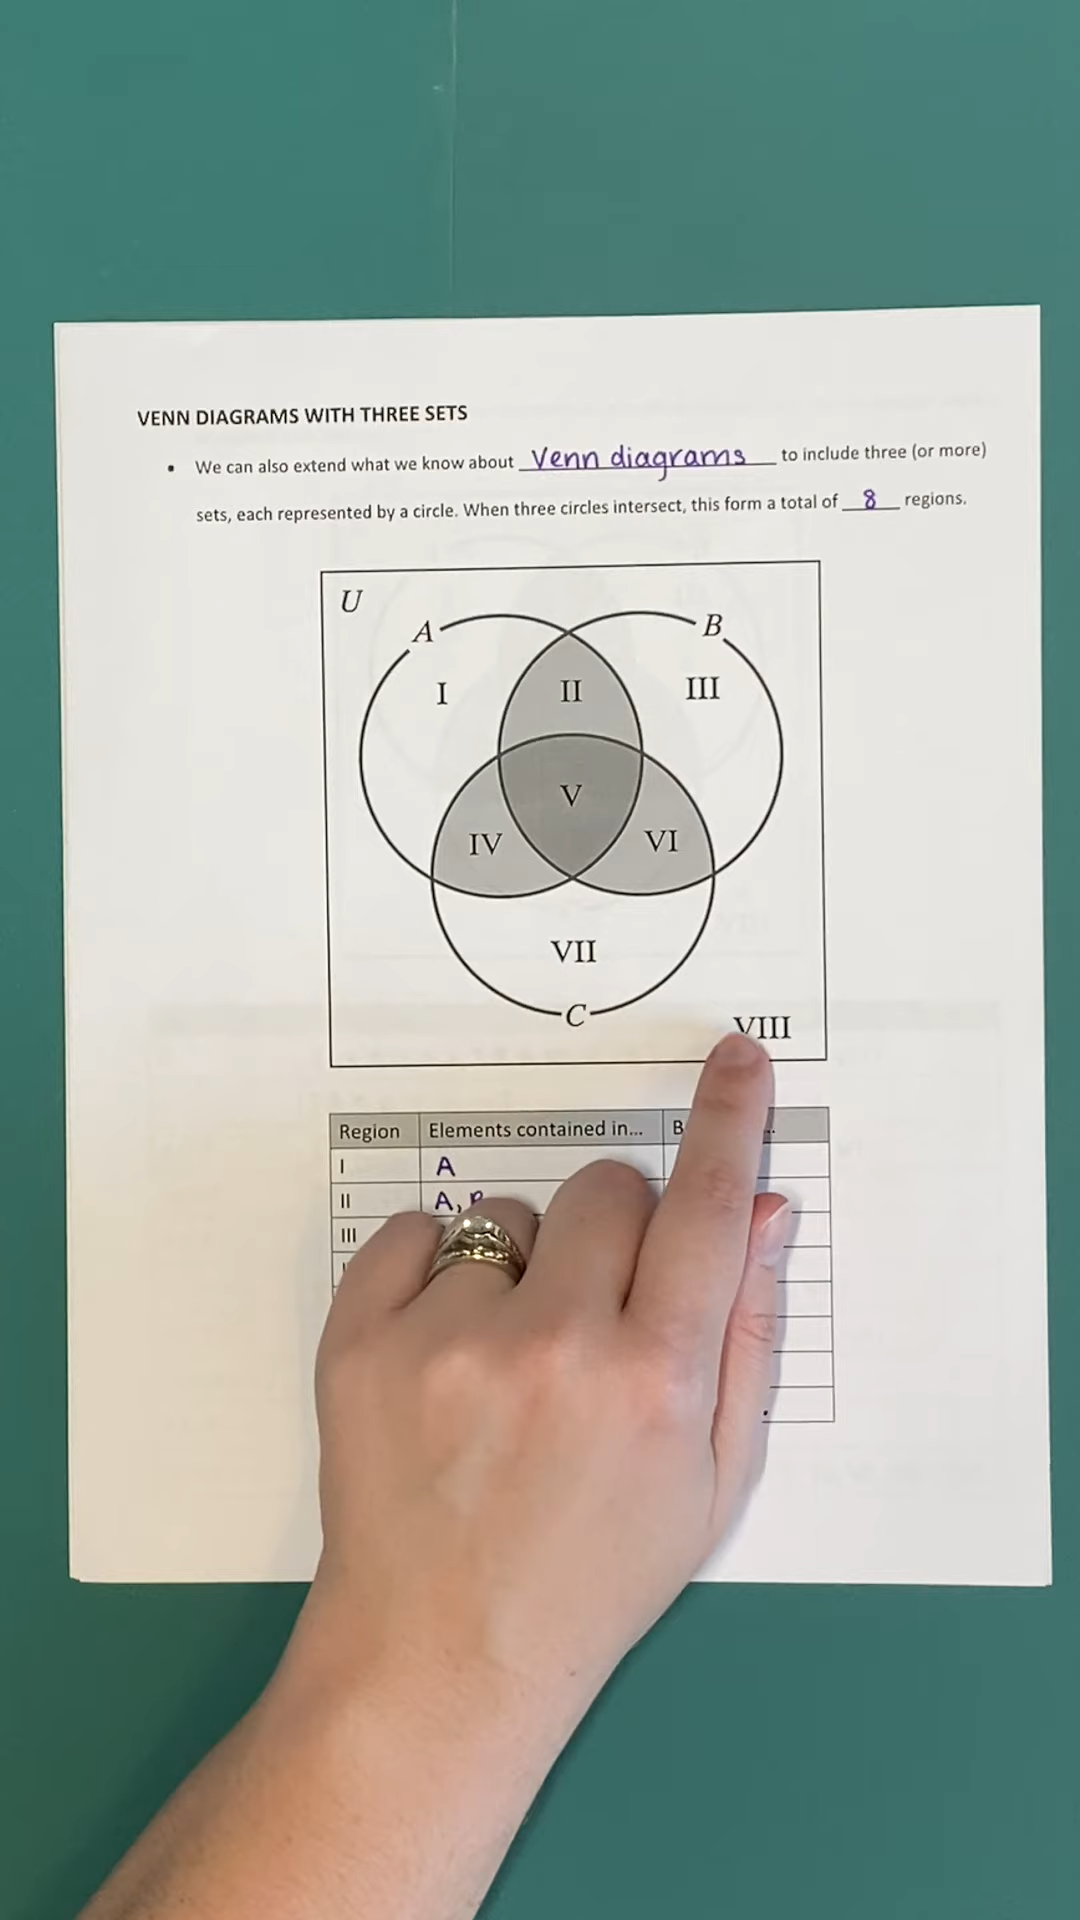 VENN DIAGRAMS WITH THREE SETS
• We can also extend what we know about Venn diagrams to include three (or more)
sets, each represented by a circle. When three circles intersect, this form a total of 8 regions.
U
A B
I II III
V
IV VI
VII
C
VIII
Region Elements contained in...
I A
II A,
III